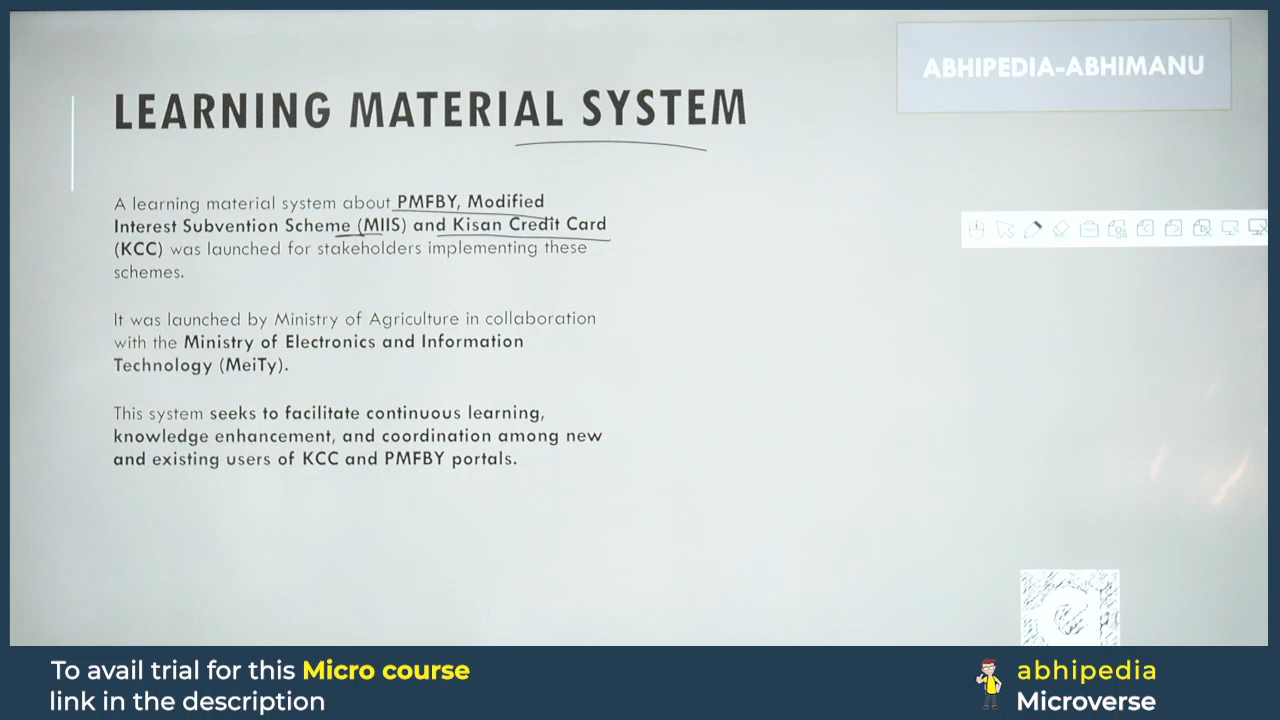 ABHIPEDIA-ABHIMANU
LEARNING MATERIAL SYSTEM
A learning material system about PMFBY, Modified
Interest Subvention Scheme (MIIS) and Kisan Credit Card
(KCC) was launched for stakeholders implementing these
schemes.
It was launched by Ministry of Agriculture in collaboration
with the Ministry of Electronics and Information
Technology (MeiTy).
This system seeks to facilitate continuous learning,
knowledge enhancement, and coordination among new
and existing users of KCC and PMFBY portals.
To avail trial for this Micro course
link in the description
abhipedia
Microverse